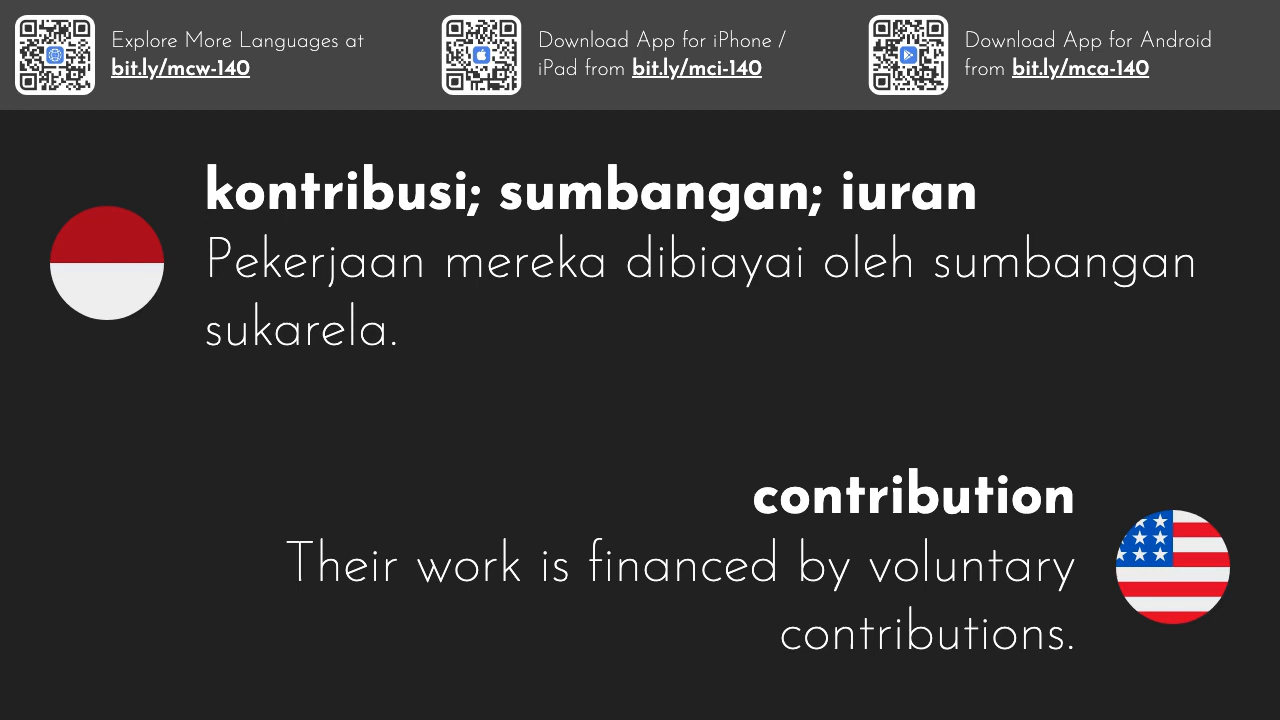 Explore More Languages at
bit.ly/mcw-140
Download App for iPhone /
iPad from bit.ly/mci-140
Download App for Android
from bit.ly/mca-140
kontribusi; sumbangan; iuran
Pekerjaan mereka dibiayai oleh sumbangan
sukarela.
contribution
Their work is financed by voluntary
contributions.